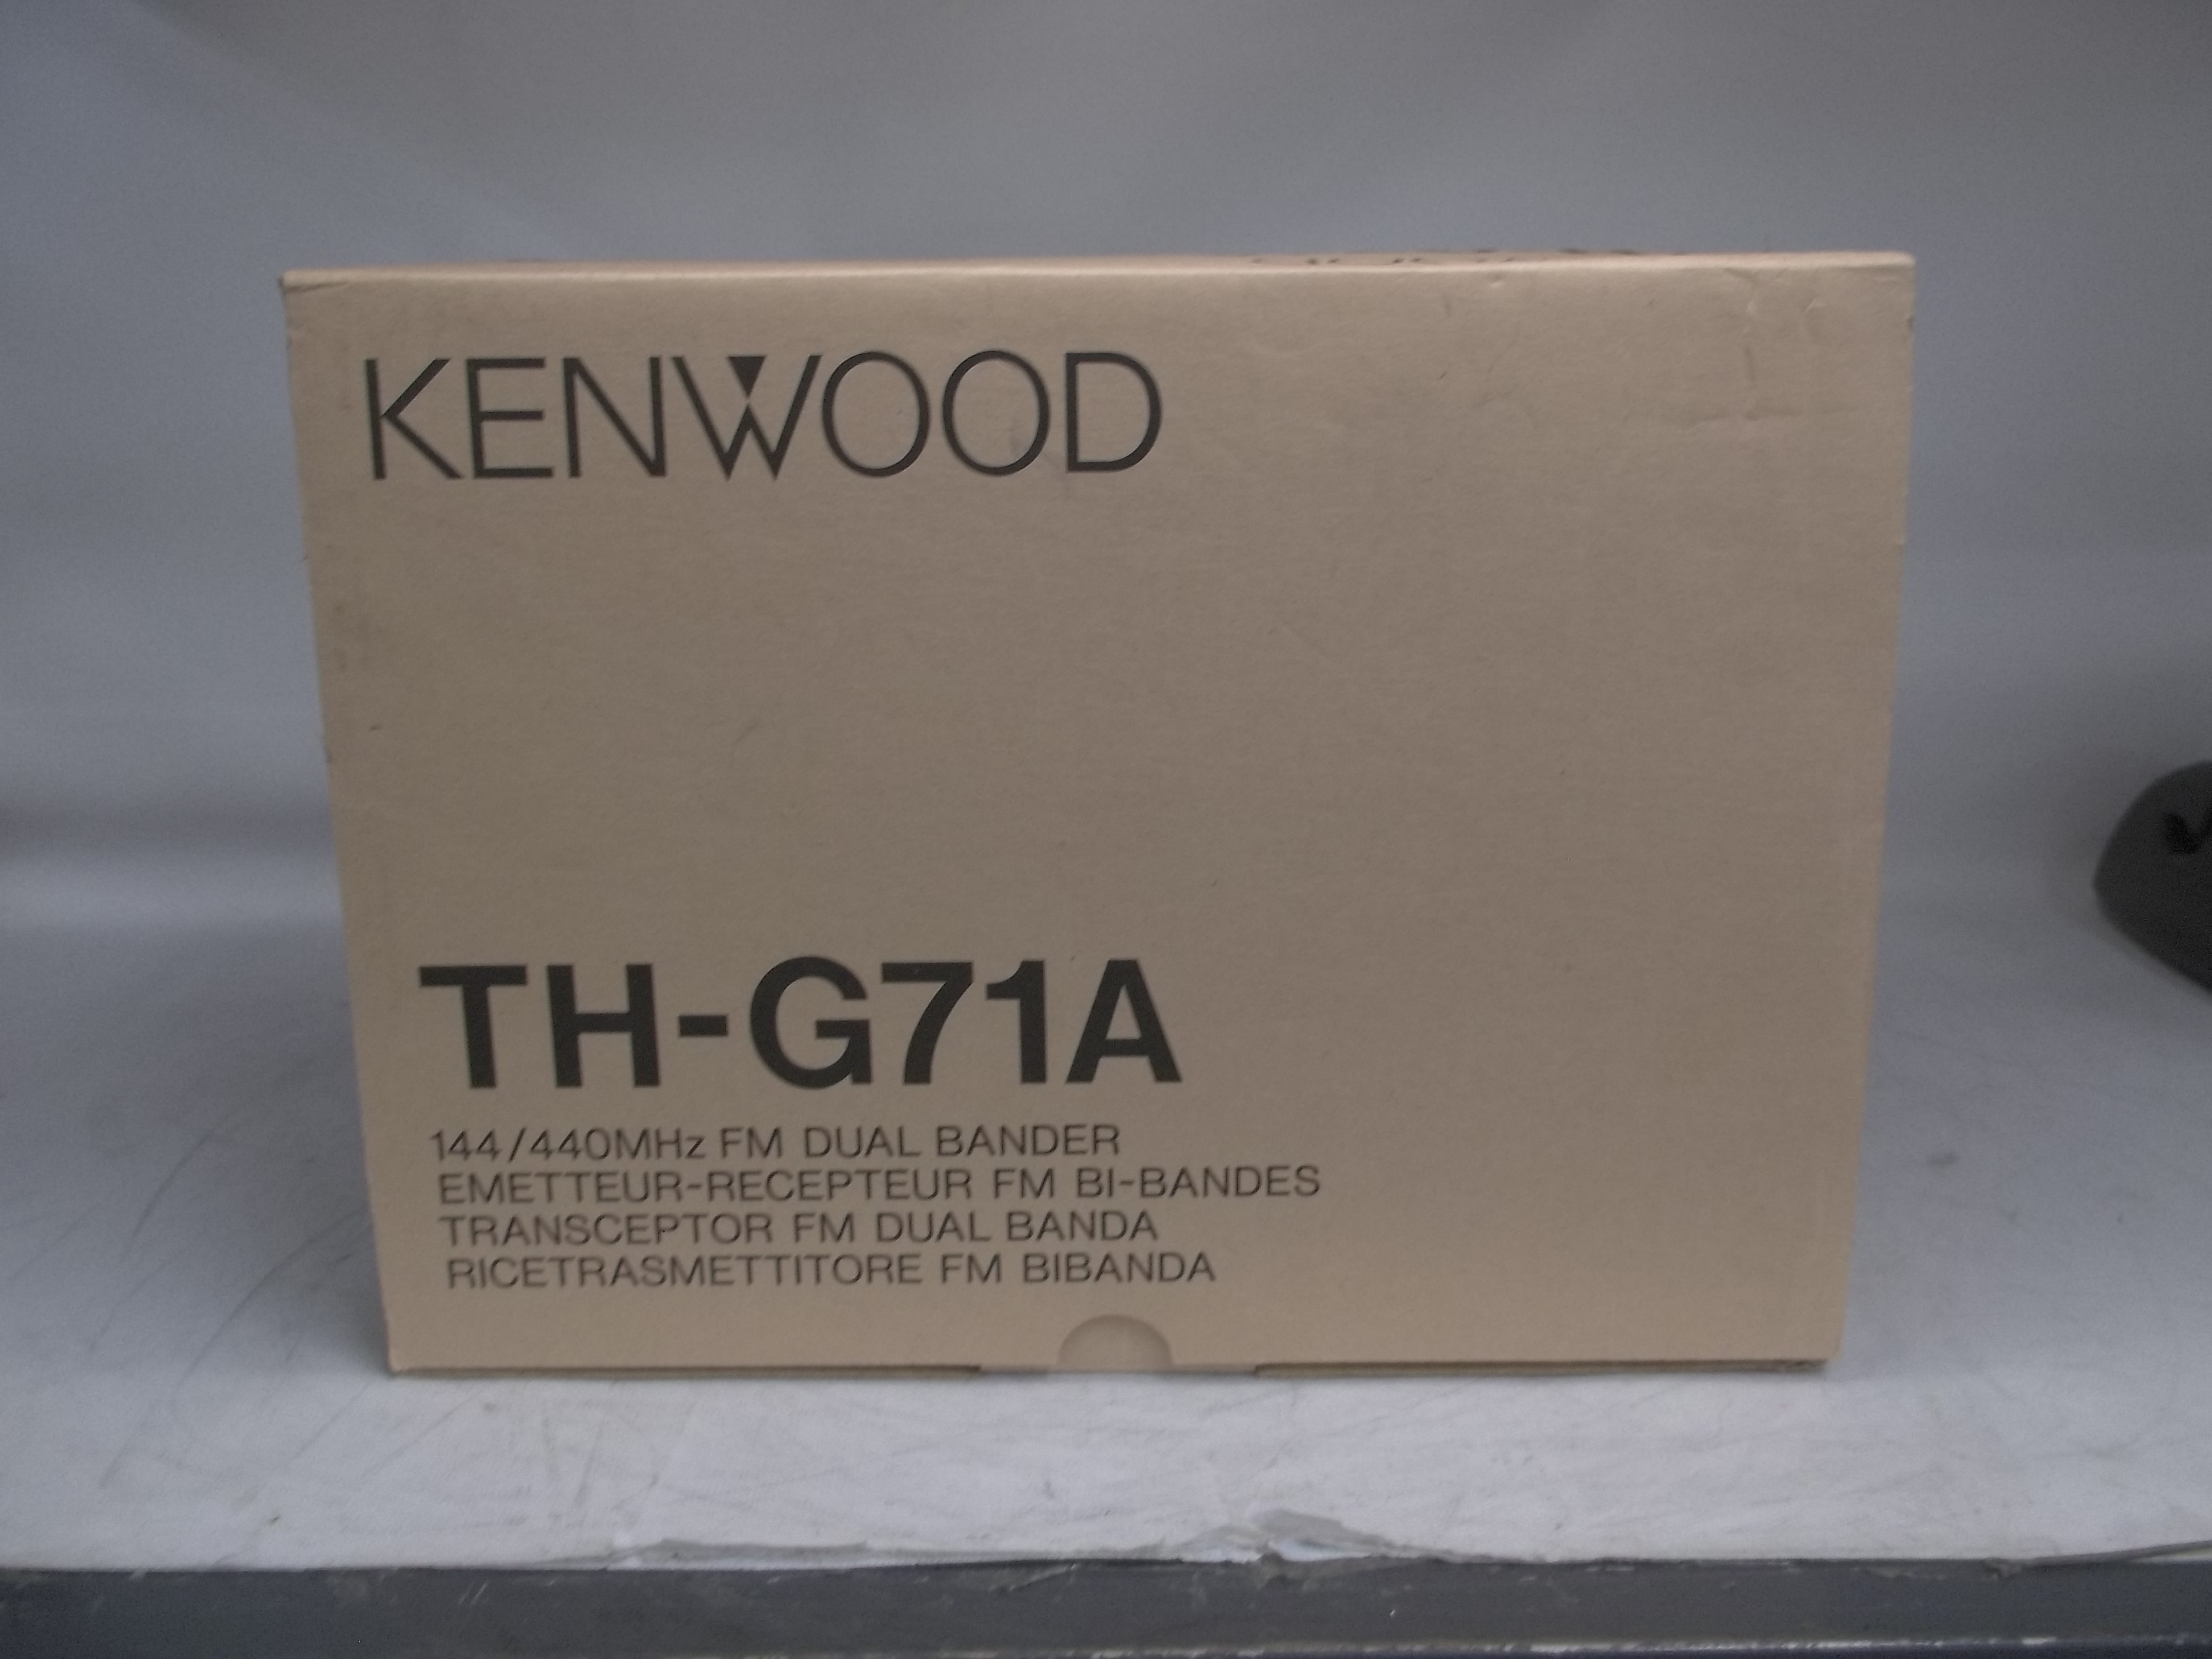 KENWOOD
TH-G71A
144/440MHz FM DUAL BANDER
EMETTEUR-RECEPTEUR FM BI-BANDES
TRANSCEPTOR FM DUAL BANDA
RICETRASMETTITORE FM BIBANDA